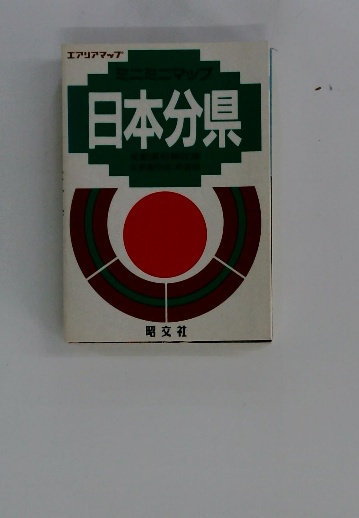 エアリアマップ
ミニミニマップ
日本分県
昭文社